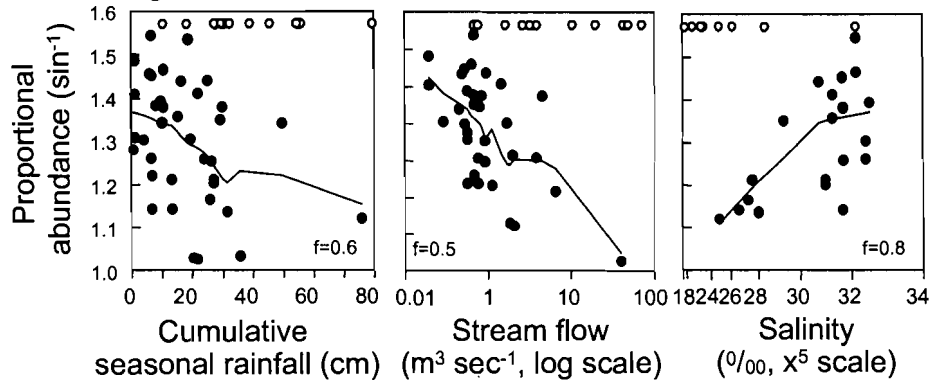 Proportional
abundance (sin⁻¹)
1.6
1.5
1.4
1.3
1.2
1.1
1.0
f=0.6
f=0.5
f=0.8
0 20 40 60 80
0.01 1 10 100
18 24 26 28 30 32 34
Cumulative
seasonal rainfall (cm)
Stream flow
(m³ sec⁻¹, log scale)
Salinity
(⁰/₀₀, x⁵ scale)